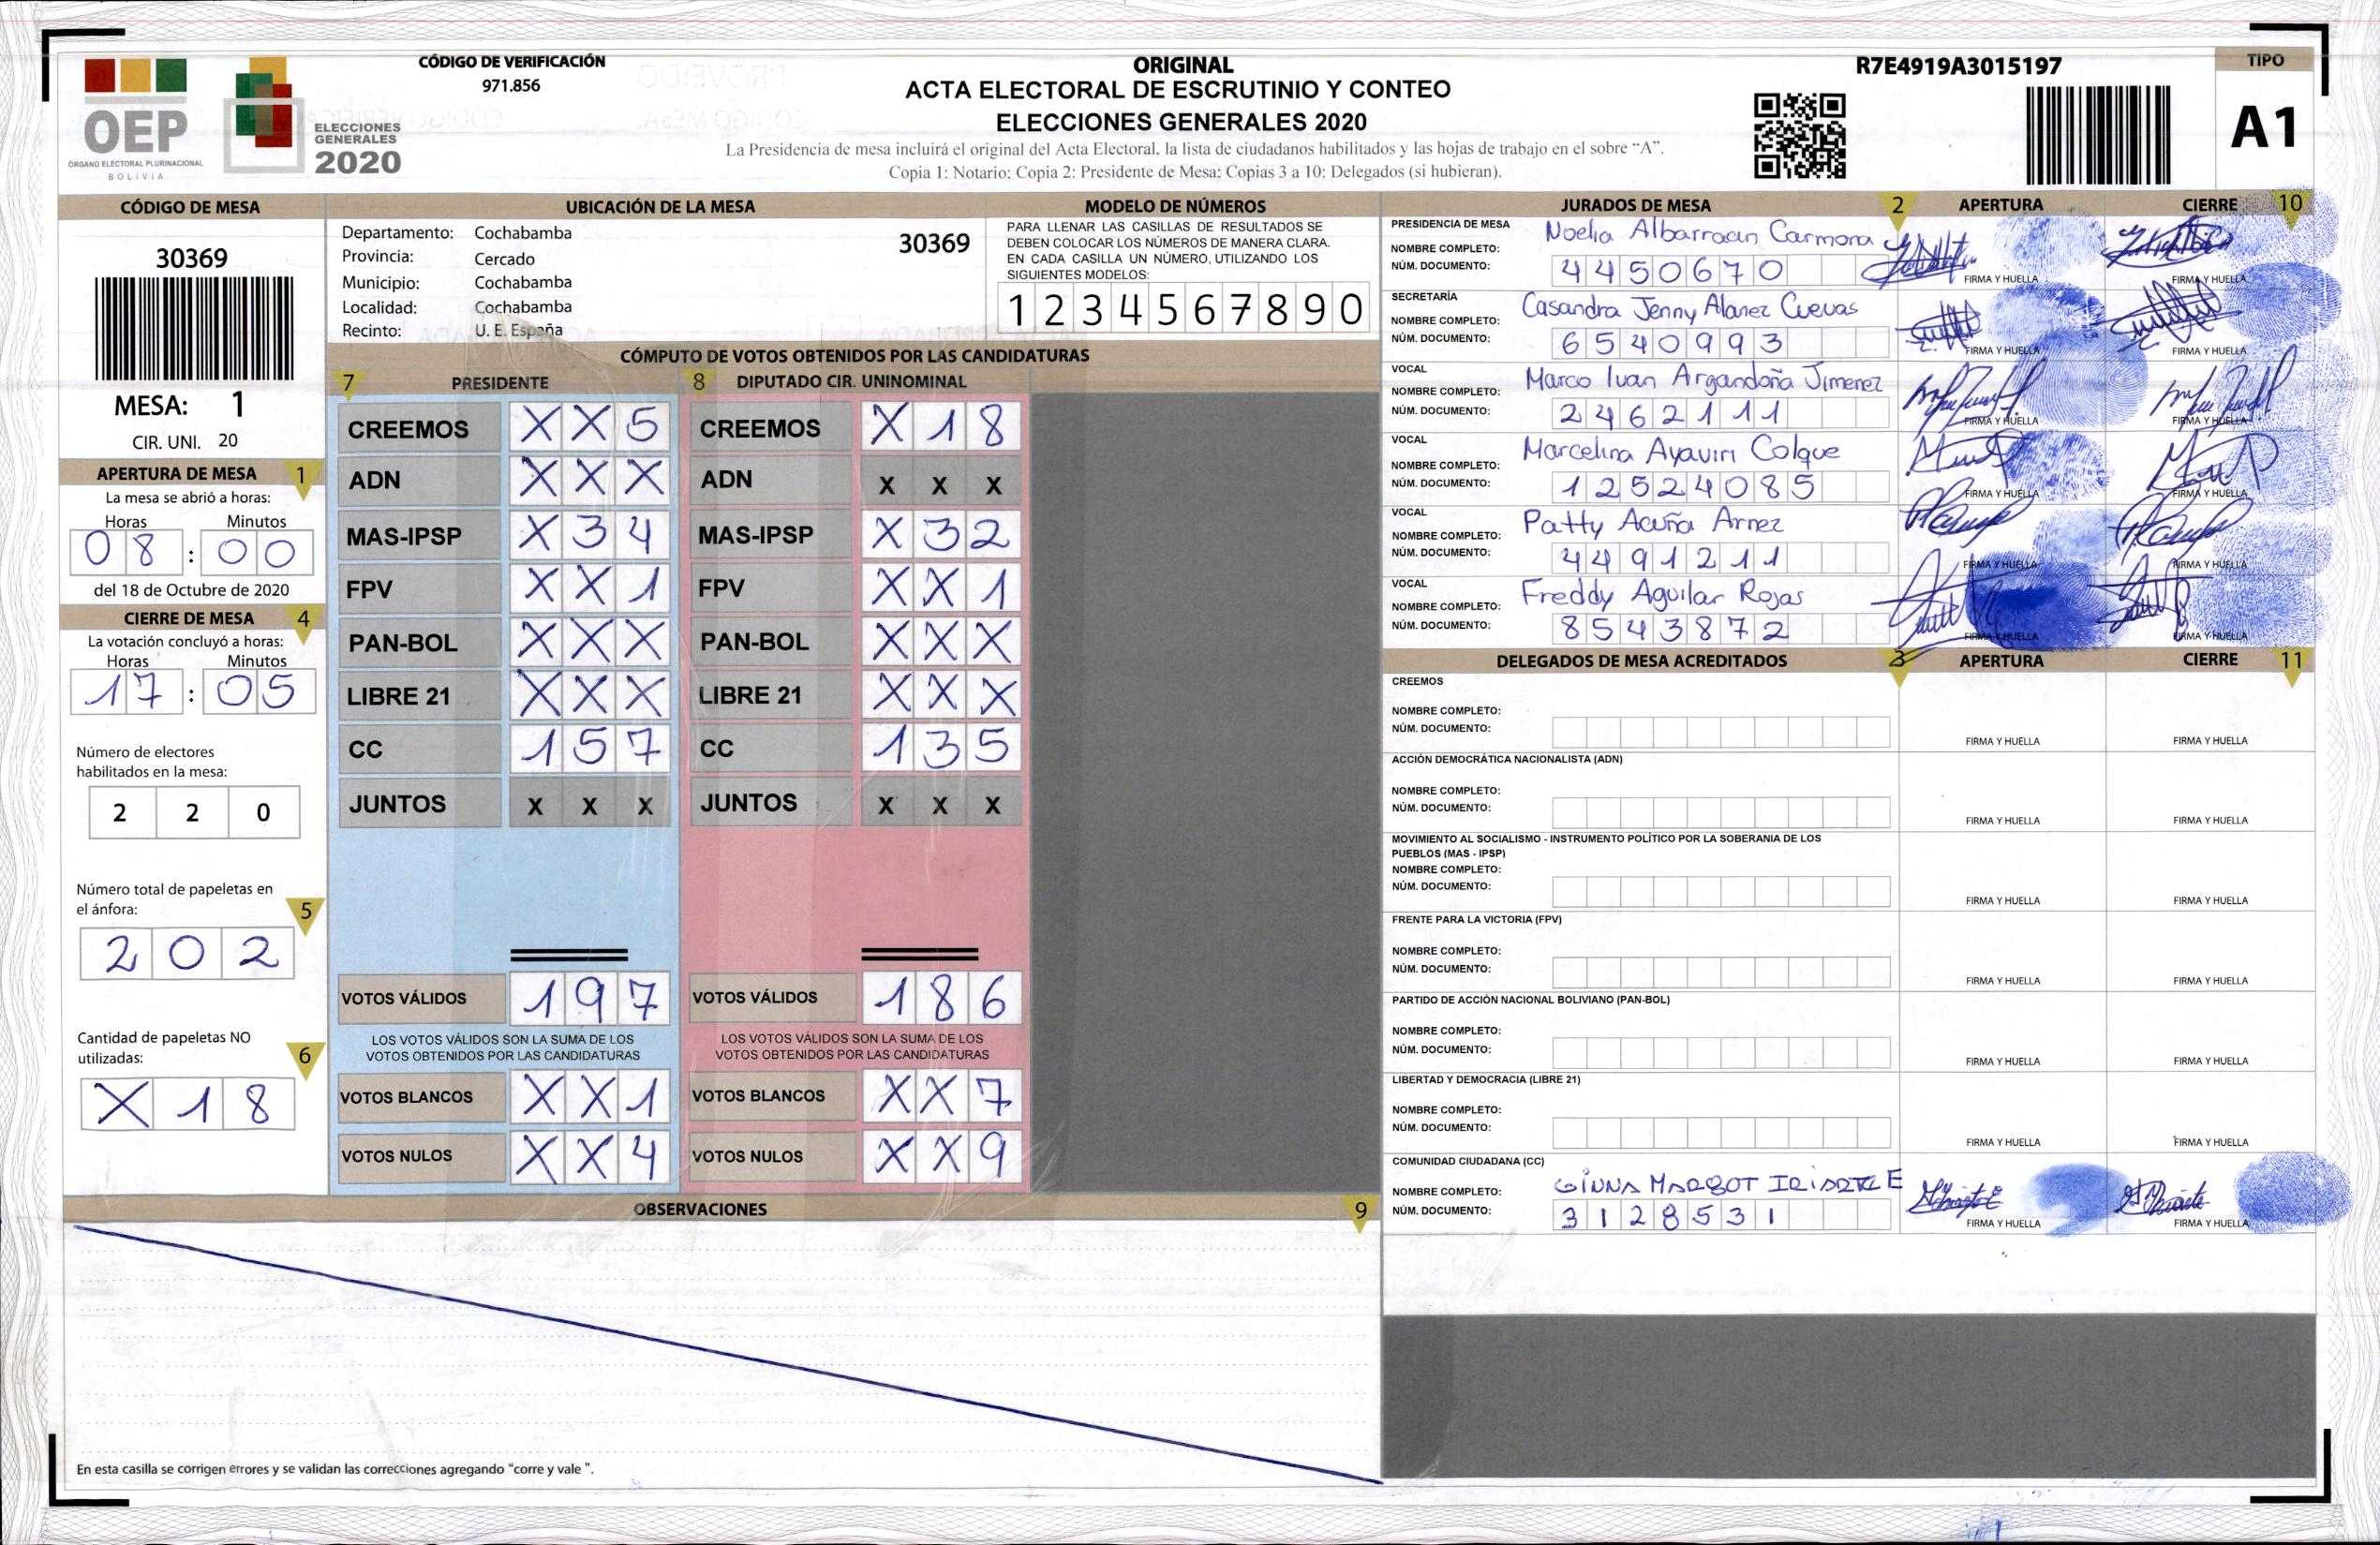 OEP
ÓRGANO ELECTORAL PLURINACIONAL
BOLIVIA
ELECCIONES
GENERALES
2020
CÓDIGO DE VERIFICACIÓN
971.856
ORIGINAL
ACTA ELECTORAL DE ESCRUTINIO Y CONTEO
ELECCIONES GENERALES 2020
La Presidencia de mesa incluirá el original del Acta Electoral, la lista de ciudadanos habilitados y las hojas de trabajo en el sobre “A”.
Copia 1: Notario; Copia 2: Presidente de Mesa; Copias 3 a 10: Delegados (si hubieran).
R7E4919A3015197
TIPO
A1
CÓDIGO DE MESA
30369
MESA: 1
CIR. UNI. 20
APERTURA DE MESA 1
La mesa se abrió a horas:
Horas Minutos
08 : 00
del 18 de Octubre de 2020
CIERRE DE MESA 4
La votación concluyó a horas:
Horas Minutos
17 : 05
Número de electores
habilitados en la mesa:
2 2 0
Número total de papeletas en
el ánfora: 5
2 0 2
Cantidad de papeletas NO
utilizadas: 6
X 1 8
UBICACIÓN DE LA MESA
Departamento: Cochabamba
30369
Provincia: Cercado
Municipio: Cochabamba
Localidad: Cochabamba
Recinto: U. E. España
MODELO DE NÚMEROS
PARA LLENAR LAS CASILLAS DE RESULTADOS SE
DEBEN COLOCAR LOS NÚMEROS DE MANERA CLARA.
EN CADA CASILLA UN NÚMERO, UTILIZANDO LOS
SIGUIENTES MODELOS:
1 2 3 4 5 6 7 8 9 0
CÓMPUTO DE VOTOS OBTENIDOS POR LAS CANDIDATURAS
7 PRESIDENTE
CREEMOS X X 5
ADN X X X
MAS-IPSP X 3 4
FPV X X 1
PAN-BOL X X X
LIBRE 21 X X X
CC 1 5 7
JUNTOS X X X
VOTOS VÁLIDOS 1 9 7
LOS VOTOS VÁLIDOS SON LA SUMA DE LOS
VOTOS OBTENIDOS POR LAS CANDIDATURAS
VOTOS BLANCOS X X 1
VOTOS NULOS X X 4
8 DIPUTADO CIR. UNINOMINAL
CREEMOS X 1 8
ADN X X X
MAS-IPSP X 3 2
FPV X X 1
PAN-BOL X X X
LIBRE 21 X X X
CC 1 3 5
JUNTOS X X X
VOTOS VÁLIDOS 1 8 6
LOS VOTOS VÁLIDOS SON LA SUMA DE LOS
VOTOS OBTENIDOS POR LAS CANDIDATURAS
VOTOS BLANCOS X X 7
VOTOS NULOS X X 9
OBSERVACIONES 9
En esta casilla se corrigen errores y se validan las correcciones agregando “corre y vale ”.
JURADOS DE MESA 2 APERTURA CIERRE 10
PRESIDENCIA DE MESA
NOMBRE COMPLETO: Noelia Albarracin Carmona
NÚM. DOCUMENTO: 4450670
FIRMA Y HUELLA FIRMA Y HUELLA
SECRETARÍA
NOMBRE COMPLETO: Casandra Jenny Alanez Cuevas
NÚM. DOCUMENTO: 6540993
FIRMA Y HUELLA FIRMA Y HUELLA
VOCAL
NOMBRE COMPLETO: Marco Ivan Argandoña Jimenez
NÚM. DOCUMENTO: 2462111
FIRMA Y HUELLA FIRMA Y HUELLA
VOCAL
NOMBRE COMPLETO: Marcelina Ayaviri Colque
NÚM. DOCUMENTO: 12524085
FIRMA Y HUELLA FIRMA Y HUELLA
VOCAL
NOMBRE COMPLETO: Patty Acuña Arnez
NÚM. DOCUMENTO: 4491211
FIRMA Y HUELLA FIRMA Y HUELLA
VOCAL
NOMBRE COMPLETO: Freddy Aguilar Rojas
NÚM. DOCUMENTO: 8543872
FIRMA Y HUELLA FIRMA Y HUELLA
DELEGADOS DE MESA ACREDITADOS 3 APERTURA CIERRE 11
CREEMOS
NOMBRE COMPLETO:
NÚM. DOCUMENTO:
FIRMA Y HUELLA FIRMA Y HUELLA
ACCIÓN DEMOCRÁTICA NACIONALISTA (ADN)
NOMBRE COMPLETO:
NÚM. DOCUMENTO:
FIRMA Y HUELLA FIRMA Y HUELLA
MOVIMIENTO AL SOCIALISMO - INSTRUMENTO POLÍTICO POR LA SOBERANIA DE LOS
PUEBLOS (MAS - IPSP)
NOMBRE COMPLETO:
NÚM. DOCUMENTO:
FIRMA Y HUELLA FIRMA Y HUELLA
FRENTE PARA LA VICTORIA (FPV)
NOMBRE COMPLETO:
NÚM. DOCUMENTO:
FIRMA Y HUELLA FIRMA Y HUELLA
PARTIDO DE ACCIÓN NACIONAL BOLIVIANO (PAN-BOL)
NOMBRE COMPLETO:
NÚM. DOCUMENTO:
FIRMA Y HUELLA FIRMA Y HUELLA
LIBERTAD Y DEMOCRACIA (LIBRE 21)
NOMBRE COMPLETO:
NÚM. DOCUMENTO:
FIRMA Y HUELLA FIRMA Y HUELLA
COMUNIDAD CIUDADANA (CC)
NOMBRE COMPLETO: GINNA MARGOT IRIARTE E
NÚM. DOCUMENTO: 3128531
FIRMA Y HUELLA FIRMA Y HUELLA